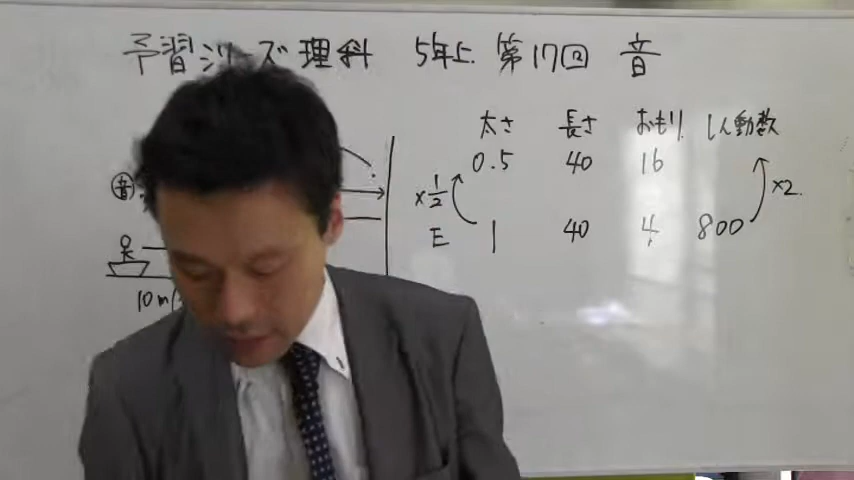 予習シリーズ理科 5年上 第17回 音
太さ 長さ おもり しん動数
0.5 40 16
×1/2 ×2
E 1 40 4 800
音
10m/